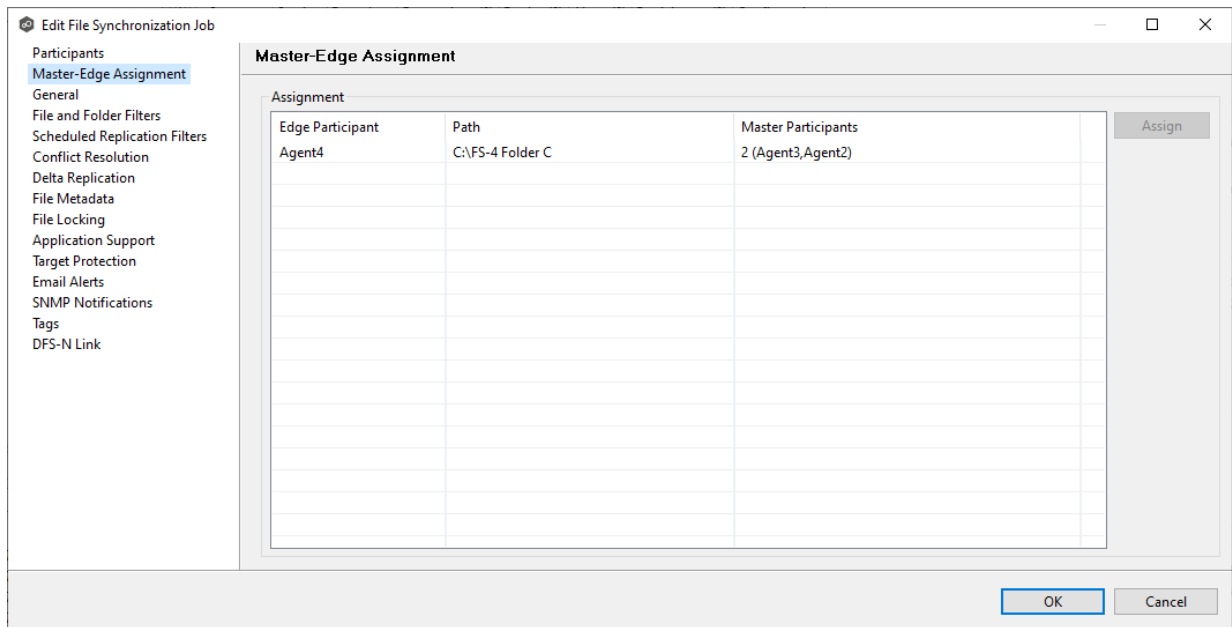 Edit File Synchronization Job
Participants
Master-Edge Assignment
General
File and Folder Filters
Scheduled Replication Filters
Conflict Resolution
Delta Replication
File Metadata
File Locking
Application Support
Target Protection
Email Alerts
SNMP Notifications
Tags
DFS-N Link
Master-Edge Assignment
Assignment
Edge Participant Path Master Participants
Agent4 C:\FS-4 Folder C 2 (Agent3,Agent2)
Assign
OK Cancel